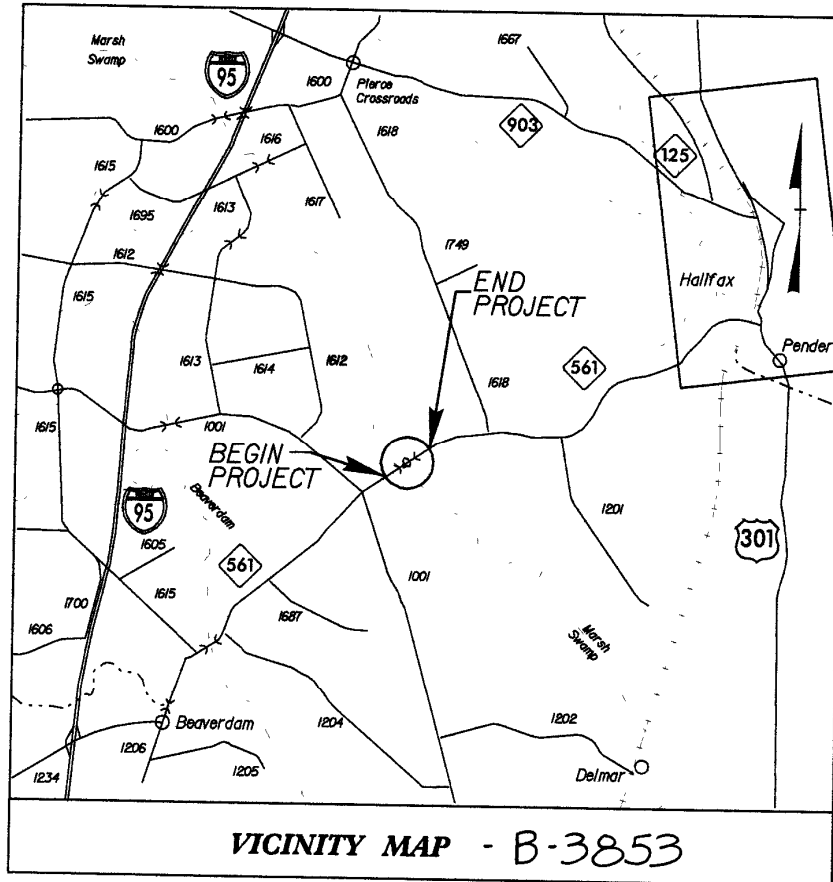 Marsh
Swamp
95
1600
Pierce
Crossroads
1667
903
125
1600
1616
1618
1615
1695
1613
1617
1612
1749
1615
END
PROJECT
Halifax
1613
1614
1612
561
Pender
1618
1615
1001
BEGIN
PROJECT
Beaverdam
95
561
1201
301
1605
1001
1700
1615
1687
1606
Marsh
Swamp
Beaverdam
1204
1202
1206
1205
1234
Delmar
VICINITY MAP - B-3853